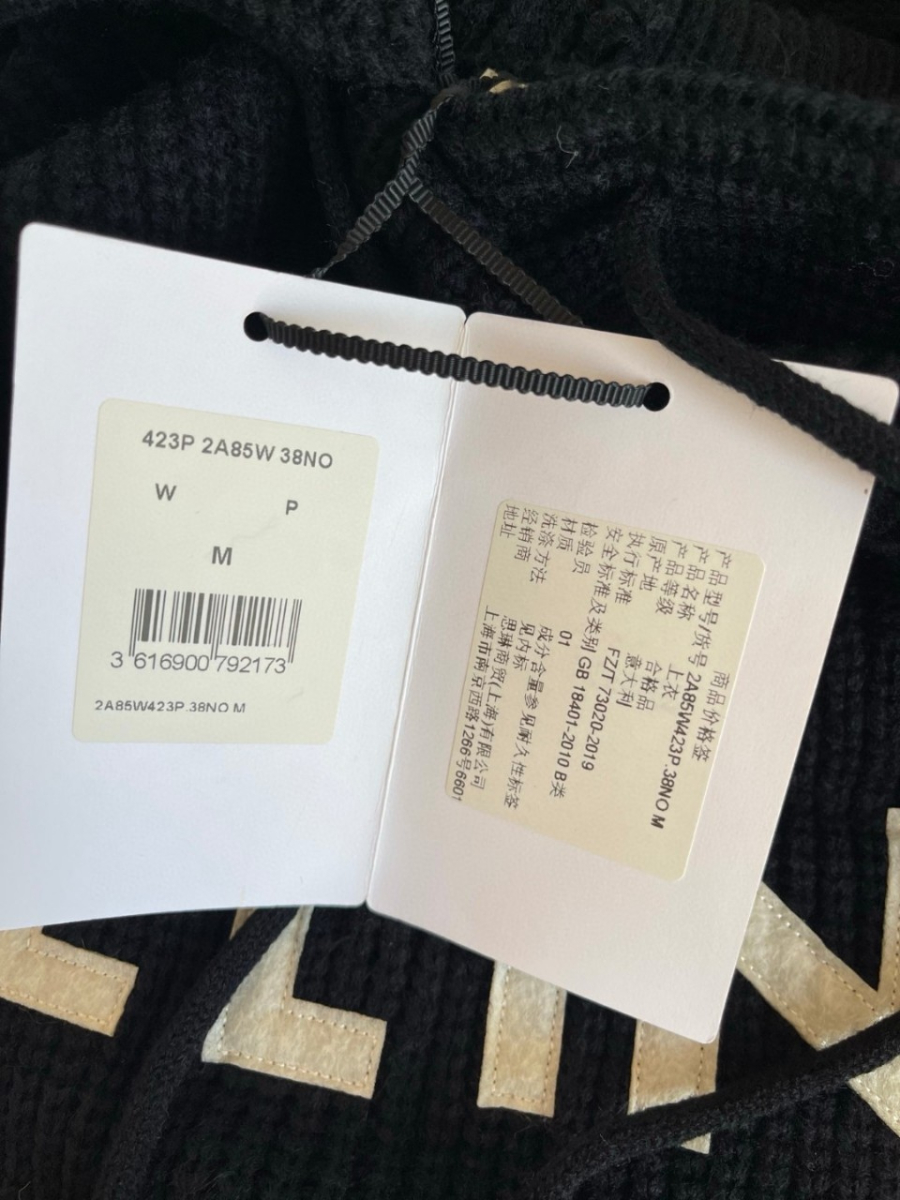 423P 2A85W 38NO
W P
M
3 616900 792173
2A85W423P.38NO M
商品价格签
产品型号/货号 2A85W423P.38NO M
产品名称 上衣
产品等级 合格品
原产地 意大利
执行标准 FZ/T 73020-2019
安全标准及类别 GB 18401-2010 B类
检验员 01
材质 成分含量参见耐久性标签
洗涤方法 见内标
经销商 思琳商贸(上海)有限公司
地址 上海市南京西路1266号6601
ELIN